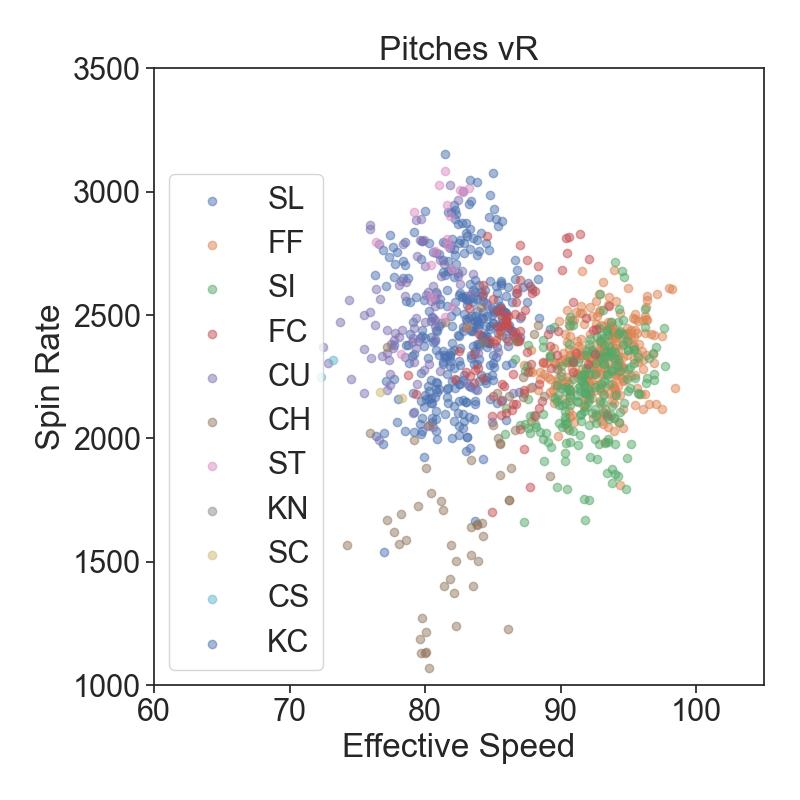 Pitches vR
Spin Rate
3500
3000
2500
2000
1500
1000
SL
FF
SI
FC
CU
CH
ST
KN
SC
CS
KC
60 70 80 90 100
Effective Speed